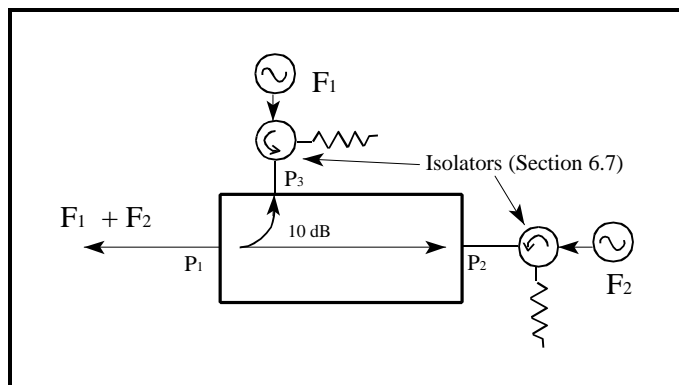 F1
Isolators (Section 6.7)
P3
F1 + F2
10 dB
P1
P2
F2